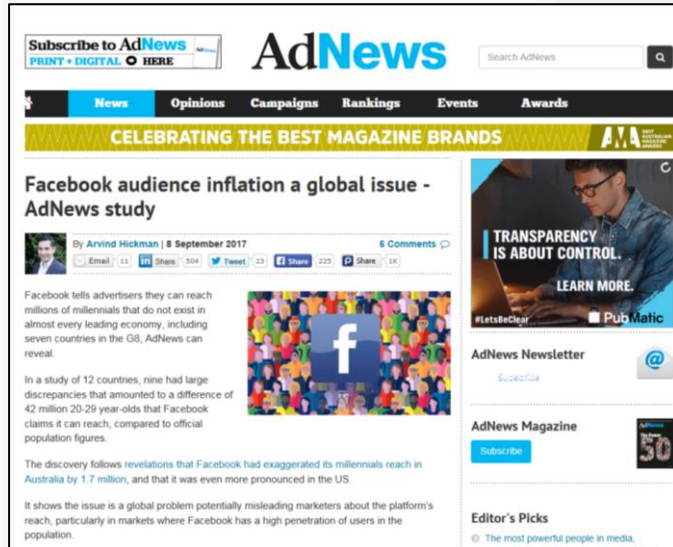 Subscribe to AdNews
PRINT + DIGITAL HERE
AdNews
Search AdNews
News Opinions Campaigns Rankings Events Awards
CELEBRATING THE BEST MAGAZINE BRANDS
AMA
Facebook audience inflation a global issue -
AdNews study
By Arvind Hickman | 8 September 2017
6 Comments
Email 11 in Share 504 Tweet 23 f Share 225 P Share 1K
Facebook tells advertisers they can reach
millions of millennials that do not exist in
almost every leading economy, including
seven countries in the G8, AdNews can
reveal.
In a study of 12 countries, nine had large
discrepancies that amounted to a difference of
42 million 20-29 year-olds that Facebook
claims it can reach, compared to official
population figures.
f
The discovery follows revelations that Facebook had exaggerated its millennials reach in
Australia by 1.7 million, and that it was even more pronounced in the US.
It shows the issue is a global problem potentially misleading marketers about the platform's
reach, particularly in markets where Facebook has a high penetration of users in the
population.
TRANSPARENCY
IS ABOUT CONTROL.
LEARN MORE.
#LetsBeClear
PubMatic
AdNews Newsletter
Subscribe
@
AdNews Magazine
Subscribe
AdNews
The Power
50
Editor's Picks
The most powerful people in media,